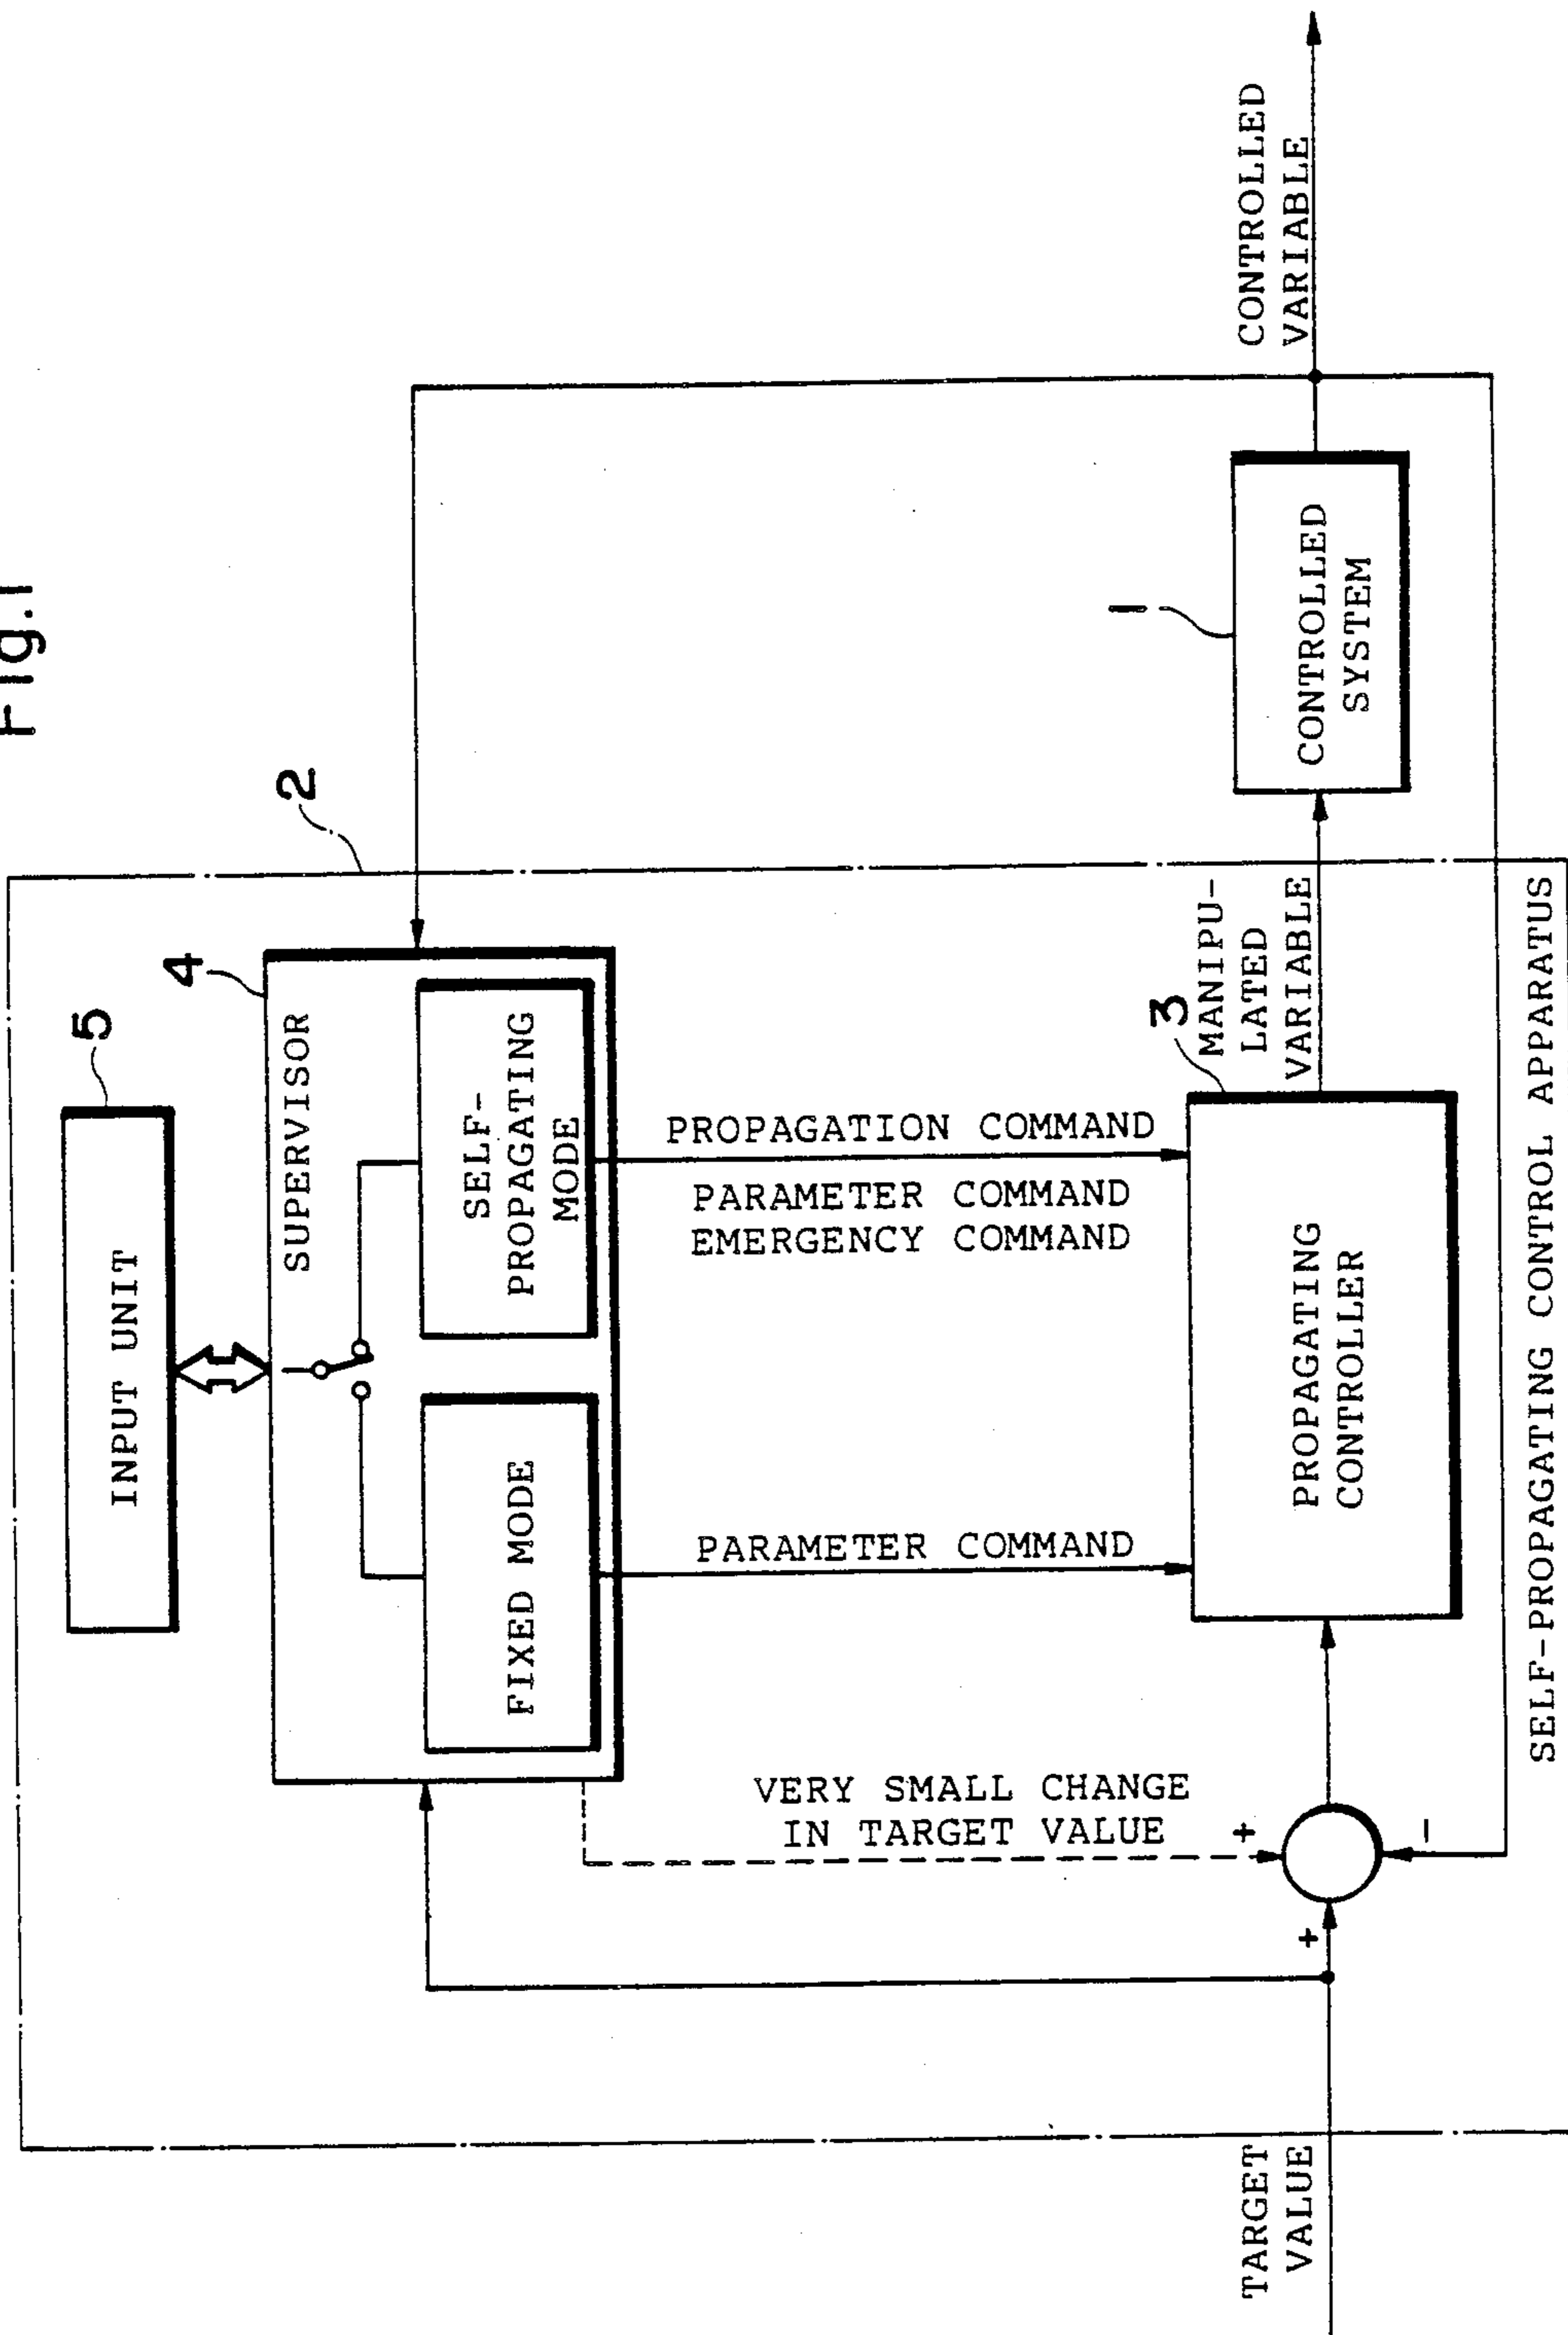 Fig.1
2
5
INPUT UNIT
4
SUPERVISOR
FIXED MODE
SELF-
PROPAGATING
MODE
PARAMETER COMMAND
PROPAGATION COMMAND
PARAMETER COMMAND
EMERGENCY COMMAND
VERY SMALL CHANGE
IN TARGET VALUE
TARGET
VALUE
+
+
−
PROPAGATING
CONTROLLER
3
MANIPU-
LATED
VARIABLE
1
CONTROLLED
SYSTEM
CONTROLLED
VARIABLE
SELF-PROPAGATING CONTROL APPARATUS